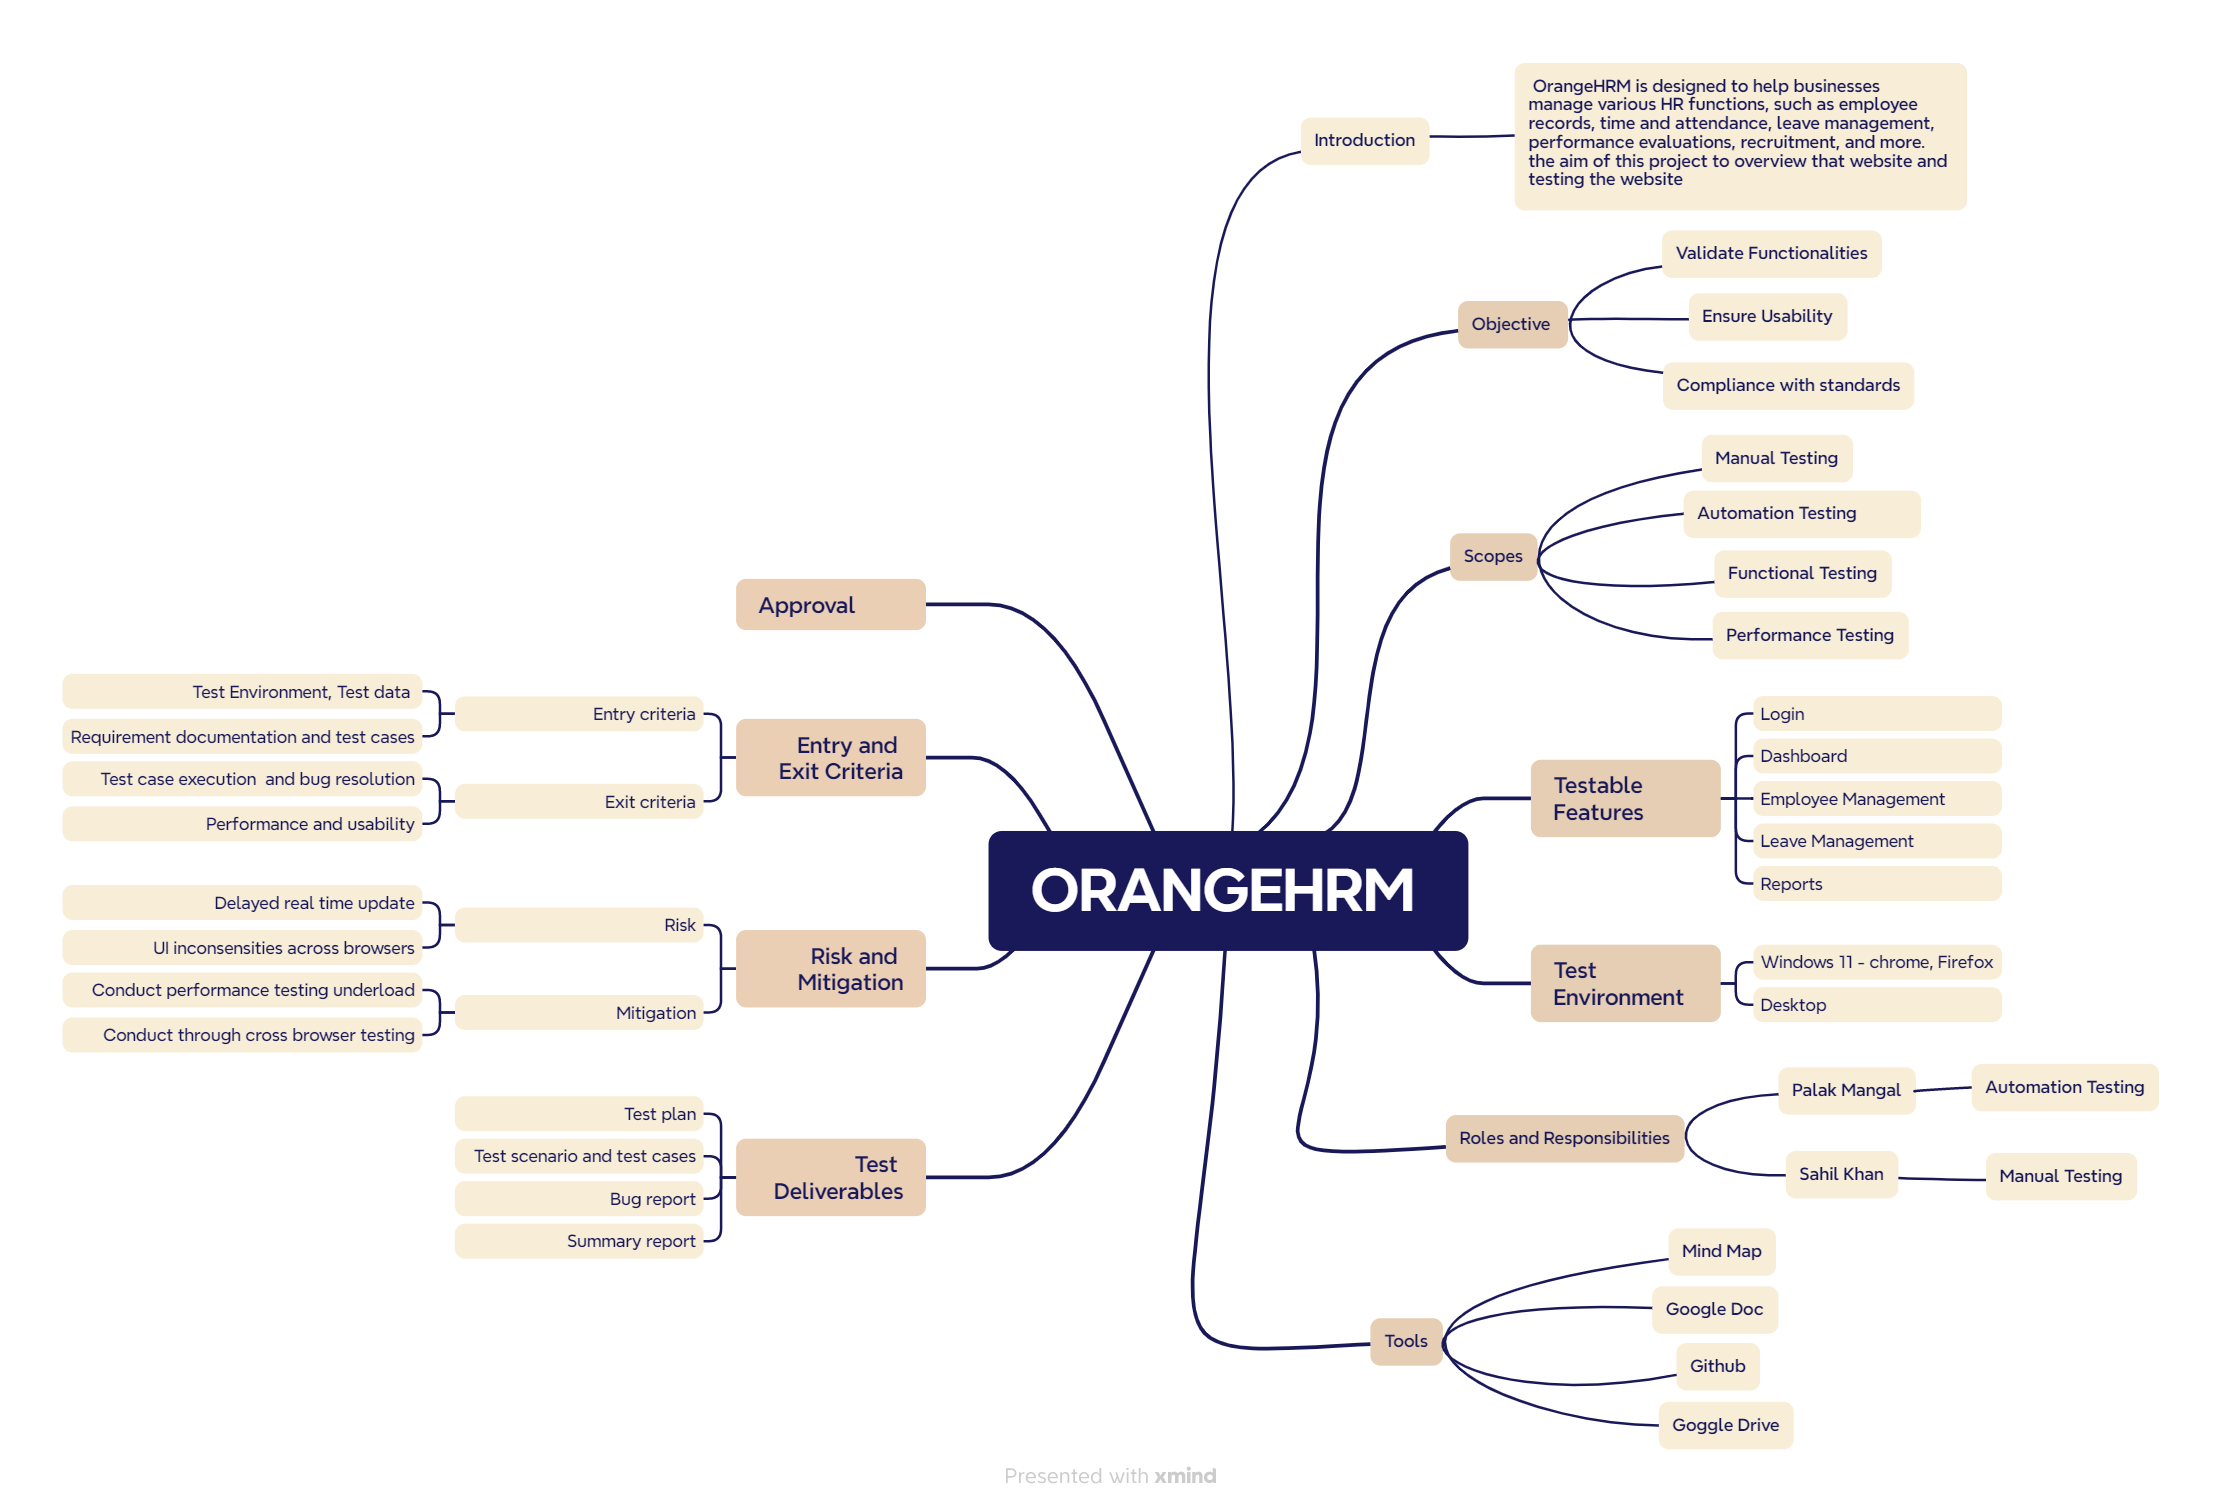 OrangeHRM is designed to help businesses
manage various HR functions, such as employee
records, time and attendance, leave management,
performance evaluations, recruitment, and more.
the aim of this project to overview that website and
testing the website
Introduction
Validate Functionalities
Objective
Ensure Usability
Compliance with standards
Manual Testing
Automation Testing
Scopes
Functional Testing
Performance Testing
Testable
Features
Login
Dashboard
Employee Management
Leave Management
Reports
Test
Environment
Windows 11 - chrome, Firefox
Desktop
Roles and Responsibilities
Palak Mangal
Automation Testing
Sahil Khan
Manual Testing
Tools
Mind Map
Google Doc
Github
Goggle Drive
ORANGEHRM
Approval
Entry and
Exit Criteria
Entry criteria
Test Environment, Test data
Requirement documentation and test cases
Exit criteria
Test case execution  and bug resolution
Performance and usability
Risk and
Mitigation
Risk
Delayed real time update
UI inconsensities across browsers
Mitigation
Conduct performance testing underload
Conduct through cross browser testing
Test
Deliverables
Test plan
Test scenario and test cases
Bug report
Summary report
Presented with xmind